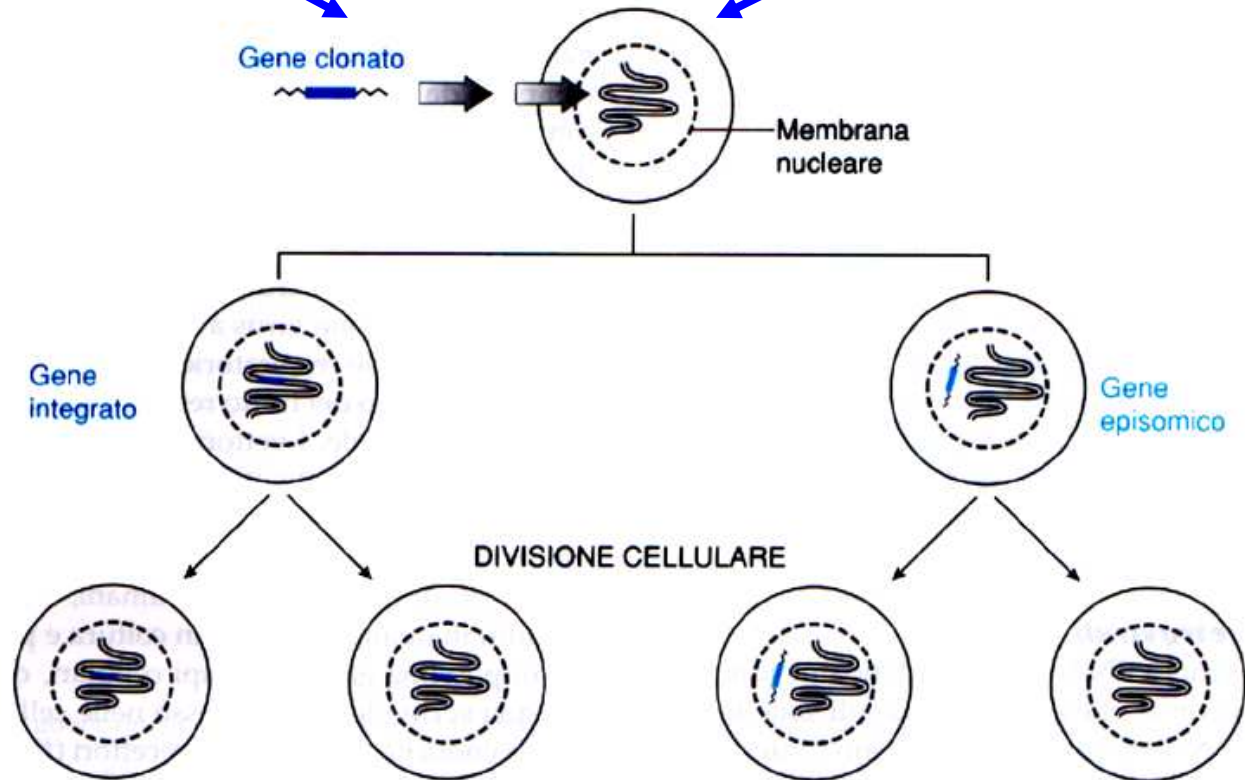 Gene clonato
Membrana
nucleare
Gene
integrato
Gene
episomico
DIVISIONE CELLULARE